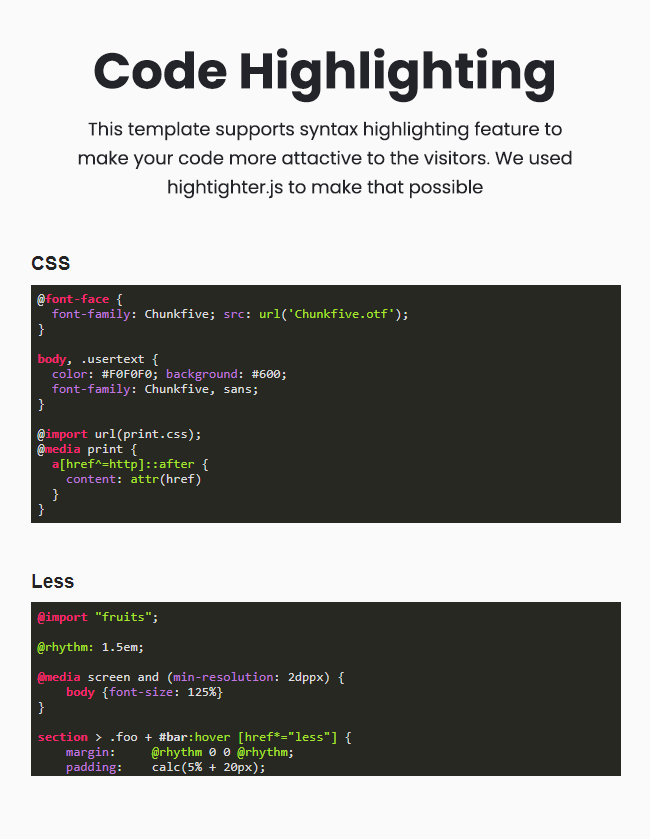 Code Highlighting
This template supports syntax highlighting feature to
make your code more attactive to the visitors. We used
hightighter.js to make that possible
CSS
@font-face {
  font-family: Chunkfive; src: url('Chunkfive.otf');
}
body, .usertext {
  color: #F0F0F0; background: #600;
  font-family: Chunkfive, sans;
}
@import url(print.css);
@media print {
  a[href^=http]::after {
    content: attr(href)
  }
}
Less
@import "fruits";
@rhythm: 1.5em;
@media screen and (min-resolution: 2dppx) {
    body {font-size: 125%}
}
section > .foo + #bar:hover [href*="less"] {
    margin:     @rhythm 0 0 @rhythm;
    padding:    calc(5% + 20px);